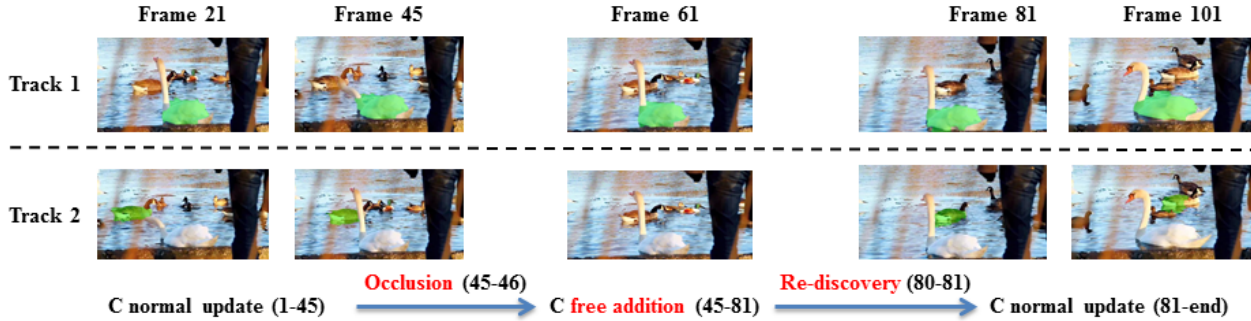 Frame 21 Frame 45 Frame 61 Frame 81 Frame 101
Track 1
Track 2
Occlusion (45-46) Re-discovery (80-81)
C normal update (1-45) C free addition (45-81) C normal update (81-end)